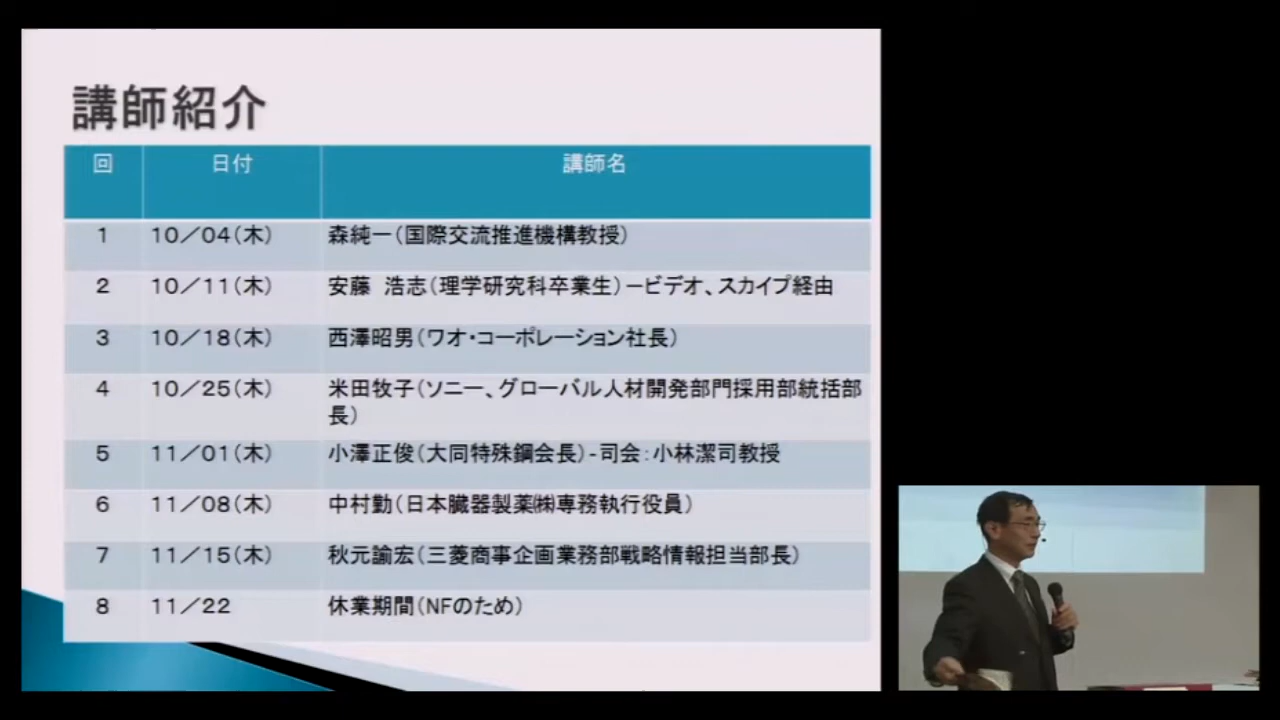 講師紹介
回 日付 講師名
1 10／04(木) 森純一(国際交流推進機構教授)
2 10／11(木) 安藤 浩志(理学研究科卒業生)－ビデオ、スカイプ経由
3 10／18(木) 西澤昭男(ワオ・コーポレーション社長)
4 10／25(木) 米田牧子(ソニー、グローバル人材開発部門採用部統括部
長)
5 11／01(木) 小澤正俊(大同特殊鋼会長)-司会：小林潔司教授
6 11／08(木) 中村勤(日本臓器製薬㈱専務執行役員)
7 11／15(木) 秋元諭宏(三菱商事企画業務部戦略情報担当部長)
8 11／22 休業期間(NFのため)